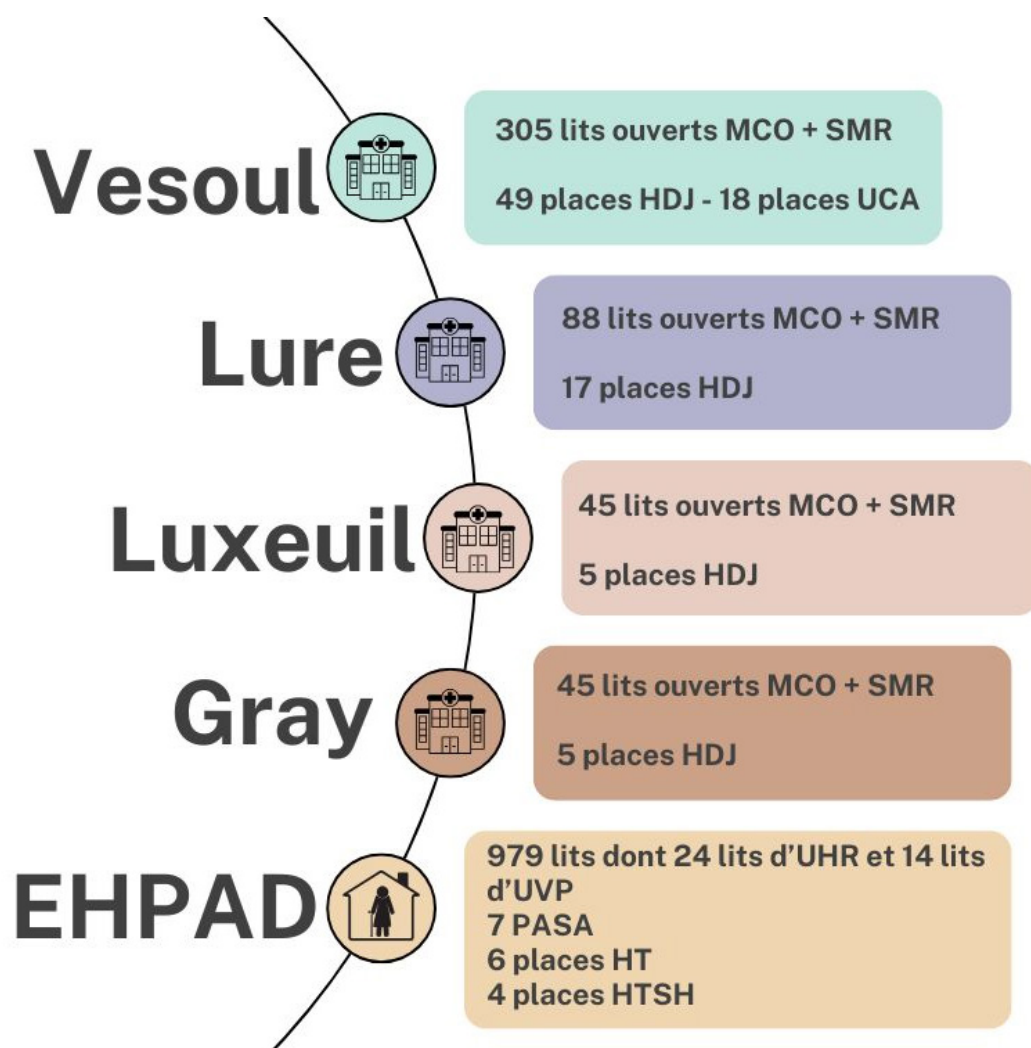 Vesoul
305 lits ouverts MCO + SMR
49 places HDJ - 18 places UCA
Lure
88 lits ouverts MCO + SMR
17 places HDJ
Luxeuil
45 lits ouverts MCO + SMR
5 places HDJ
Gray
45 lits ouverts MCO + SMR
5 places HDJ
EHPAD
979 lits dont 24 lits d’UHR et 14 lits
d’UVP
7 PASA
6 places HT
4 places HTSH